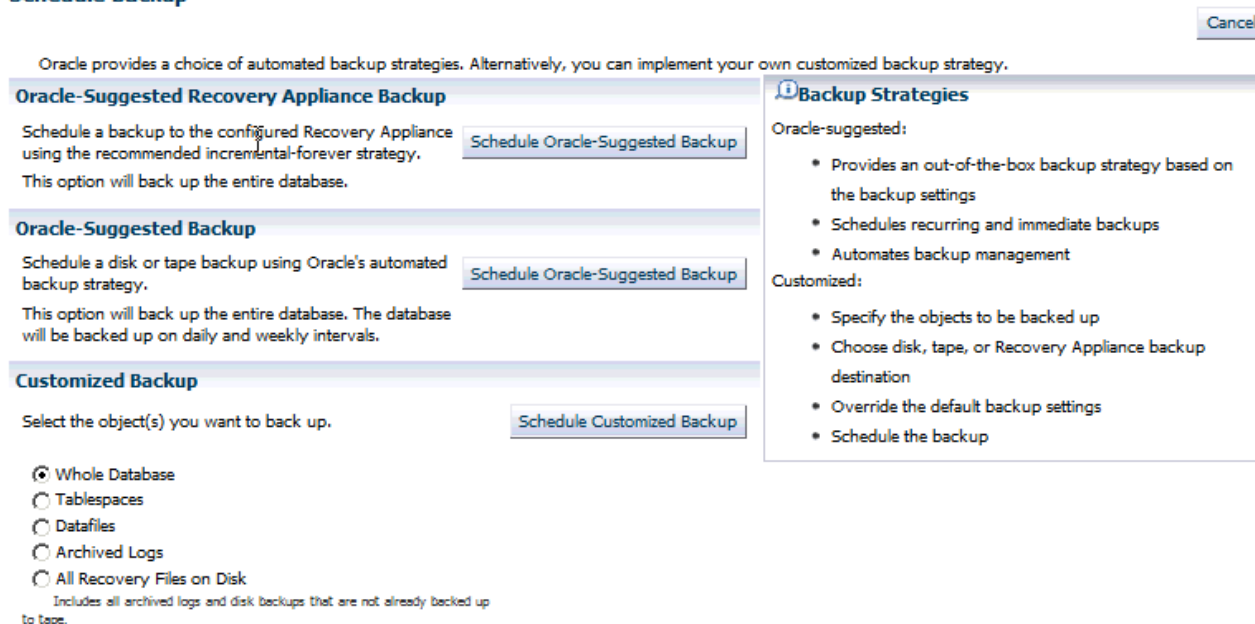 Schedule Backup
Cancel
Oracle provides a choice of automated backup strategies. Alternatively, you can implement your own customized backup strategy.
Oracle-Suggested Recovery Appliance Backup
Schedule a backup to the configured Recovery Appliance
using the recommended incremental-forever strategy.
Schedule Oracle-Suggested Backup
This option will back up the entire database.
Oracle-Suggested Backup
Schedule a disk or tape backup using Oracle's automated
backup strategy.
Schedule Oracle-Suggested Backup
This option will back up the entire database. The database
will be backed up on daily and weekly intervals.
Customized Backup
Select the object(s) you want to back up.
Schedule Customized Backup
Whole Database
Tablespaces
Datafiles
Archived Logs
All Recovery Files on Disk
Includes all archived logs and disk backups that are not already backed up
to tape.
Backup Strategies
Oracle-suggested:
Provides an out-of-the-box backup strategy based on
the backup settings
Schedules recurring and immediate backups
Automates backup management
Customized:
Specify the objects to be backed up
Choose disk, tape, or Recovery Appliance backup
destination
Override the default backup settings
Schedule the backup